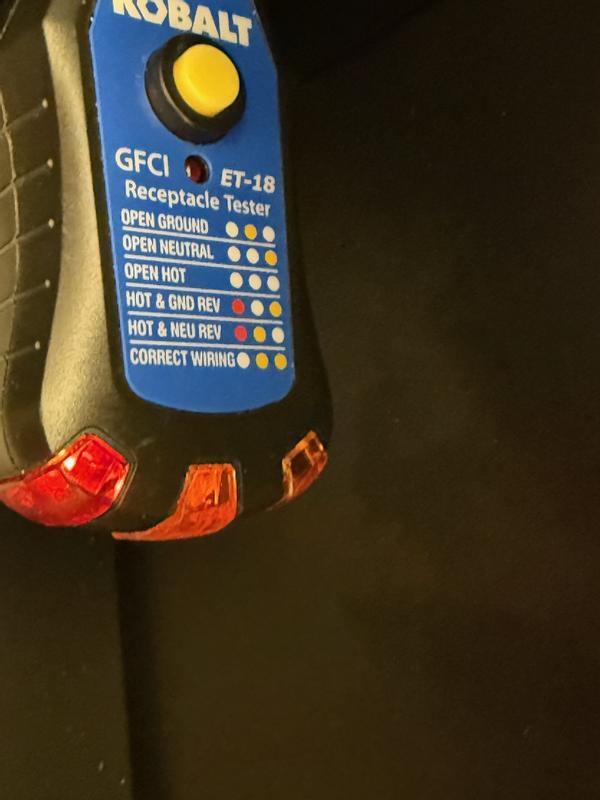 KOBALT
GFCI ET-18
Receptacle Tester
OPEN GROUND
OPEN NEUTRAL
OPEN HOT
HOT & GND REV
HOT & NEU REV
CORRECT WIRING